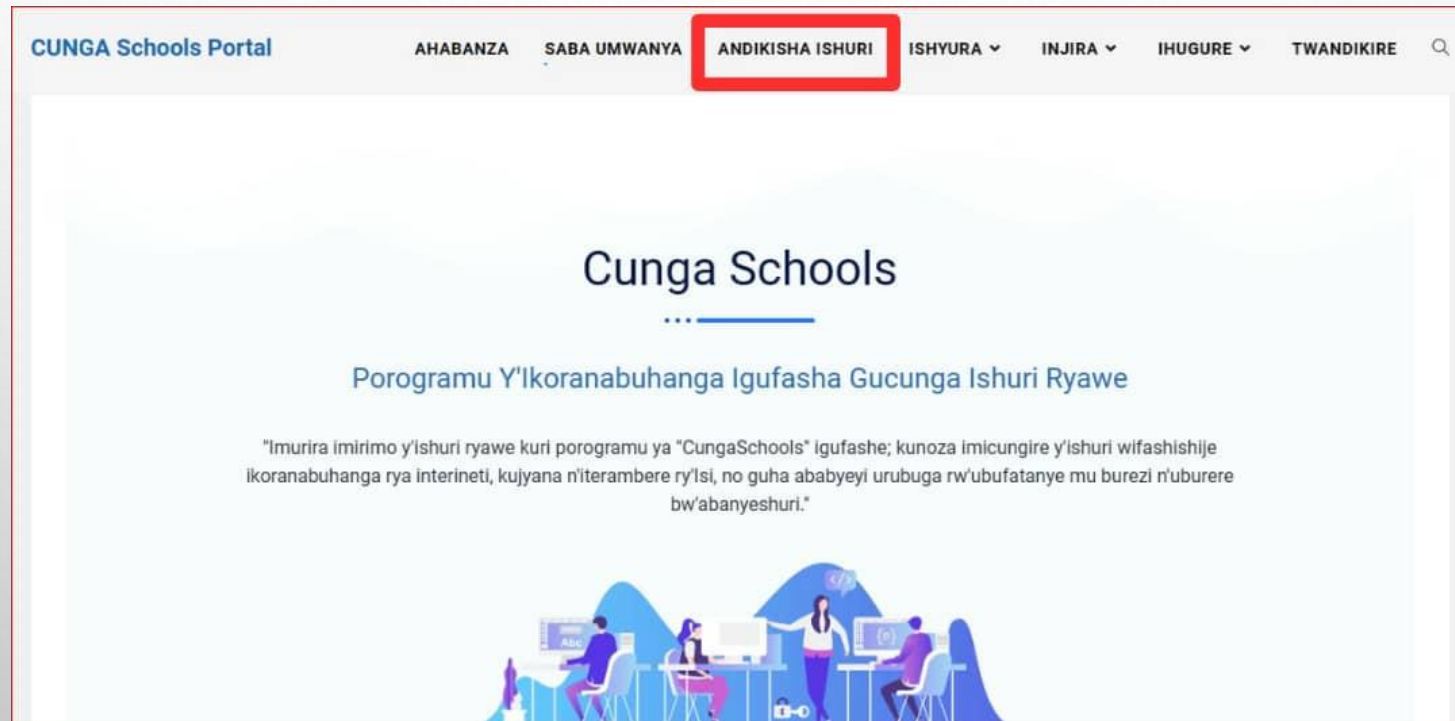 CUNGA Schools Portal AHABANZA SABA UMWANYA ANDIKISHA ISHURI ISHYURA INJIRA IHUGURE TWANDIKIRE
Cunga Schools
Porogramu Y'Ikoranabuhanga Igufasha Gucunga Ishuri Ryawe
"Imurira imirimo y'ishuri ryawe kuri porogramu ya "CungaSchools" igufashe; kunoza imicungire y'ishuri wifashishije
ikoranabuhanga rya interineti, kujyana n'iterambere ry'Isi, no guha ababyeyi urubuga rw'ubufatanye mu burezi n'uburere
bw'abanyeshuri."
</>
Abc
{n}